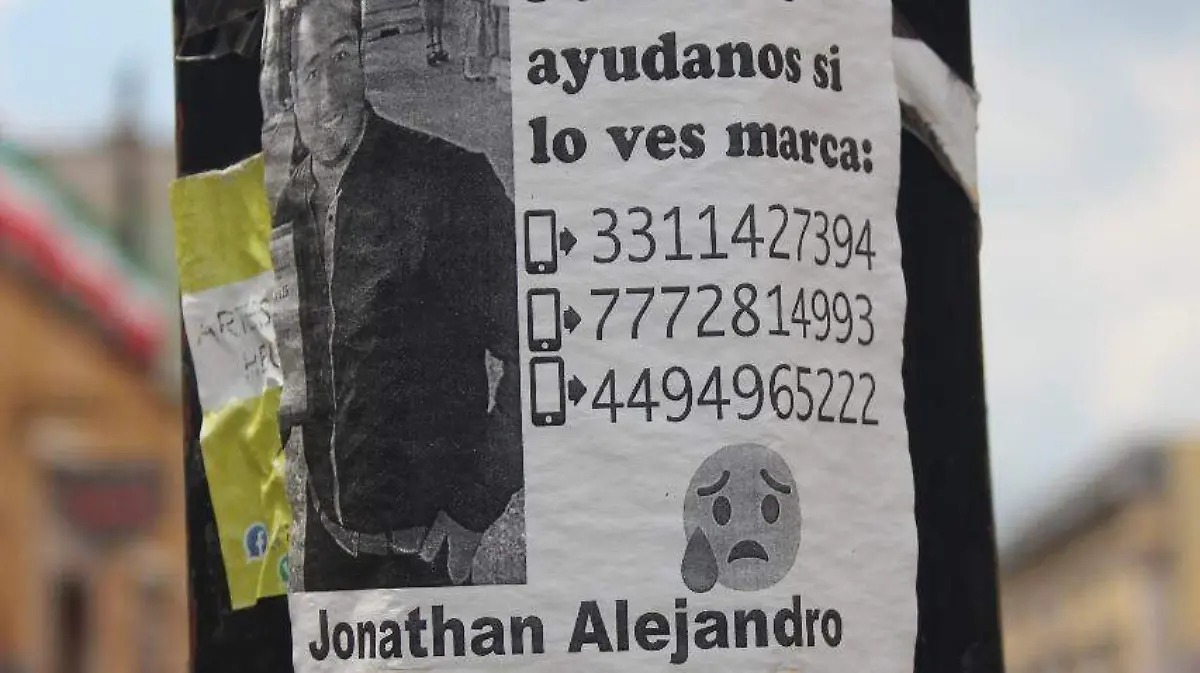 ayudanos si
lo ves marca:
3311427394
7772814993
4494965222
Jonathan Alejandro